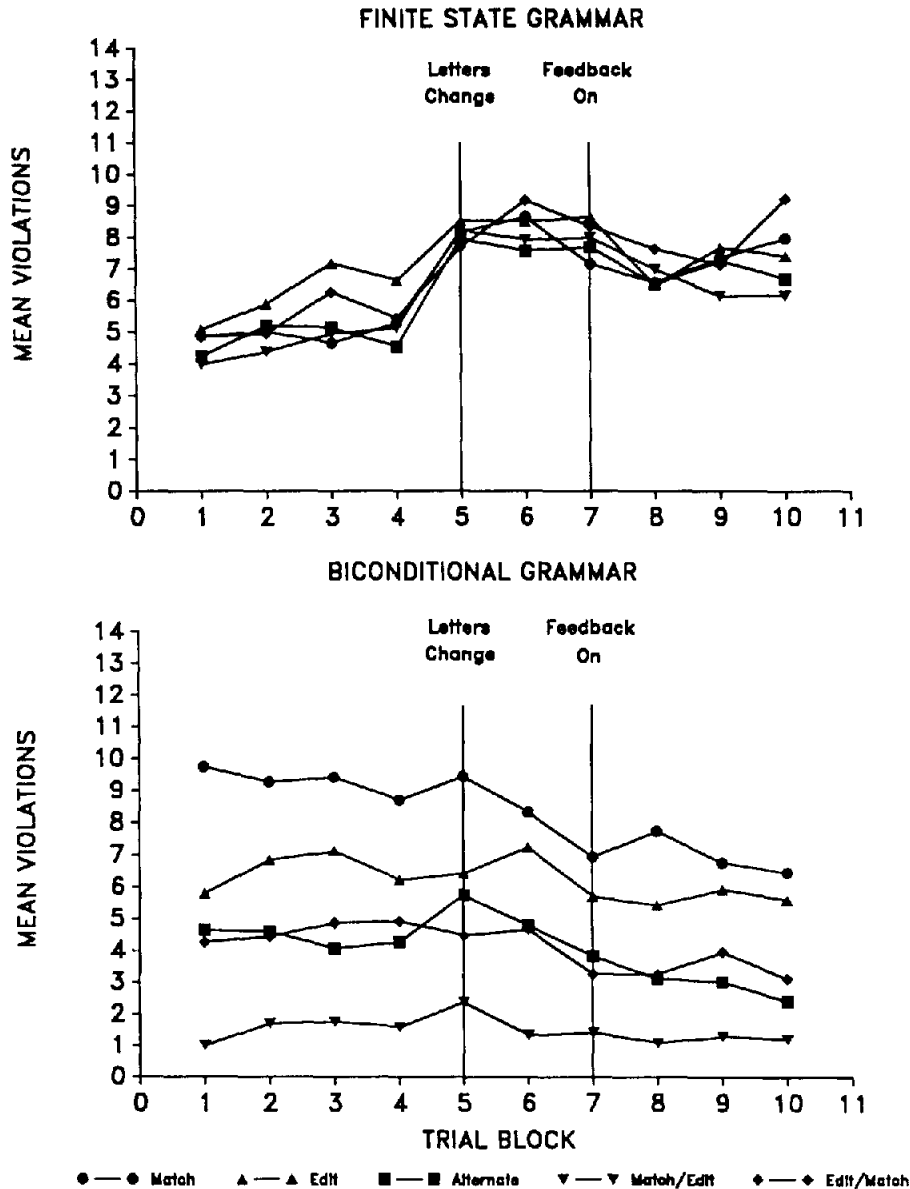 FINITE STATE GRAMMAR
14
13
12
11
10
9
8
7
6
5
4
3
2
1
0
MEAN VIOLATIONS
Letters Change
Feedback On
0 1 2 3 4 5 6 7 8 9 10 11
BICONDITIONAL GRAMMAR
14
13
12
11
10
9
8
7
6
5
4
3
2
1
0
MEAN VIOLATIONS
Letters Change
Feedback On
0 1 2 3 4 5 6 7 8 9 10 11
TRIAL BLOCK
Match Edit Alternate Match/Edit Edit/Match